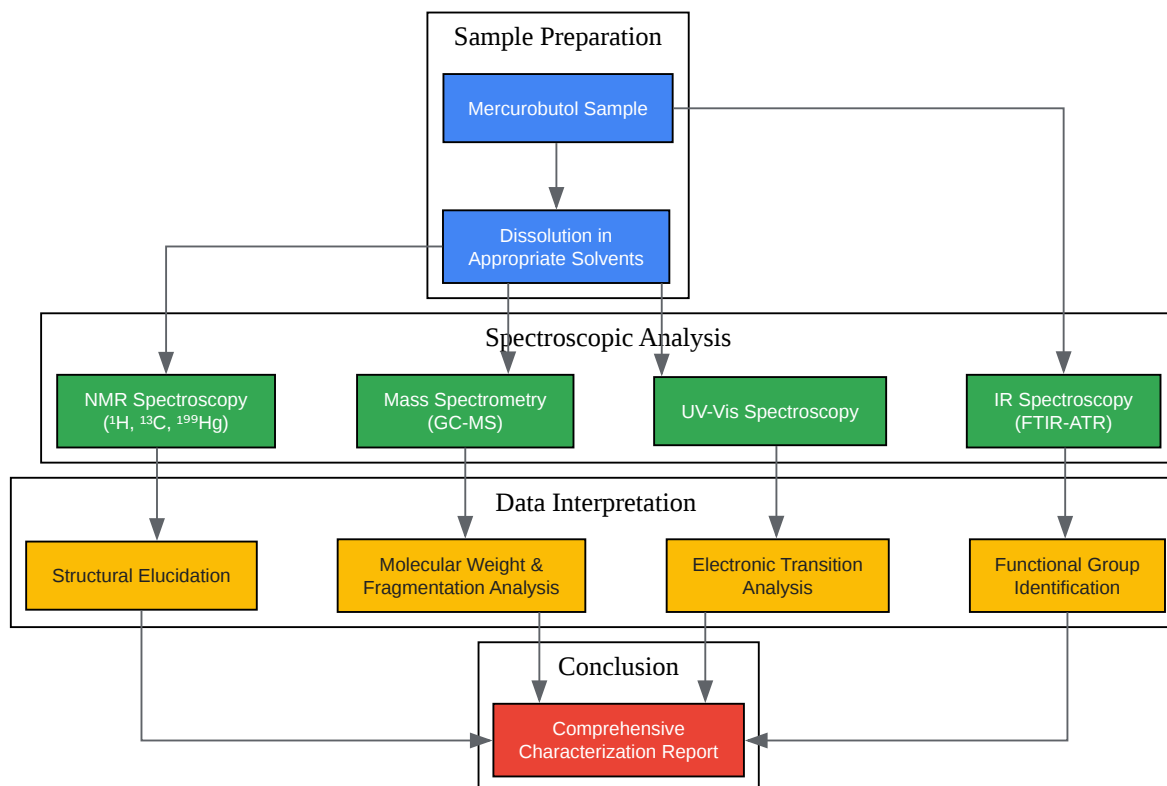 Sample Preparation
Mercurobutol Sample
Dissolution in
Appropriate Solvents
Spectroscopic Analysis
NMR Spectroscopy
(¹H, ¹³C, ¹⁹⁹Hg)
Mass Spectrometry
(GC-MS)
UV-Vis Spectroscopy
IR Spectroscopy
(FTIR-ATR)
Data Interpretation
Structural Elucidation
Molecular Weight &
Fragmentation Analysis
Electronic Transition
Analysis
Functional Group
Identification
Conclusion
Comprehensive
Characterization Report